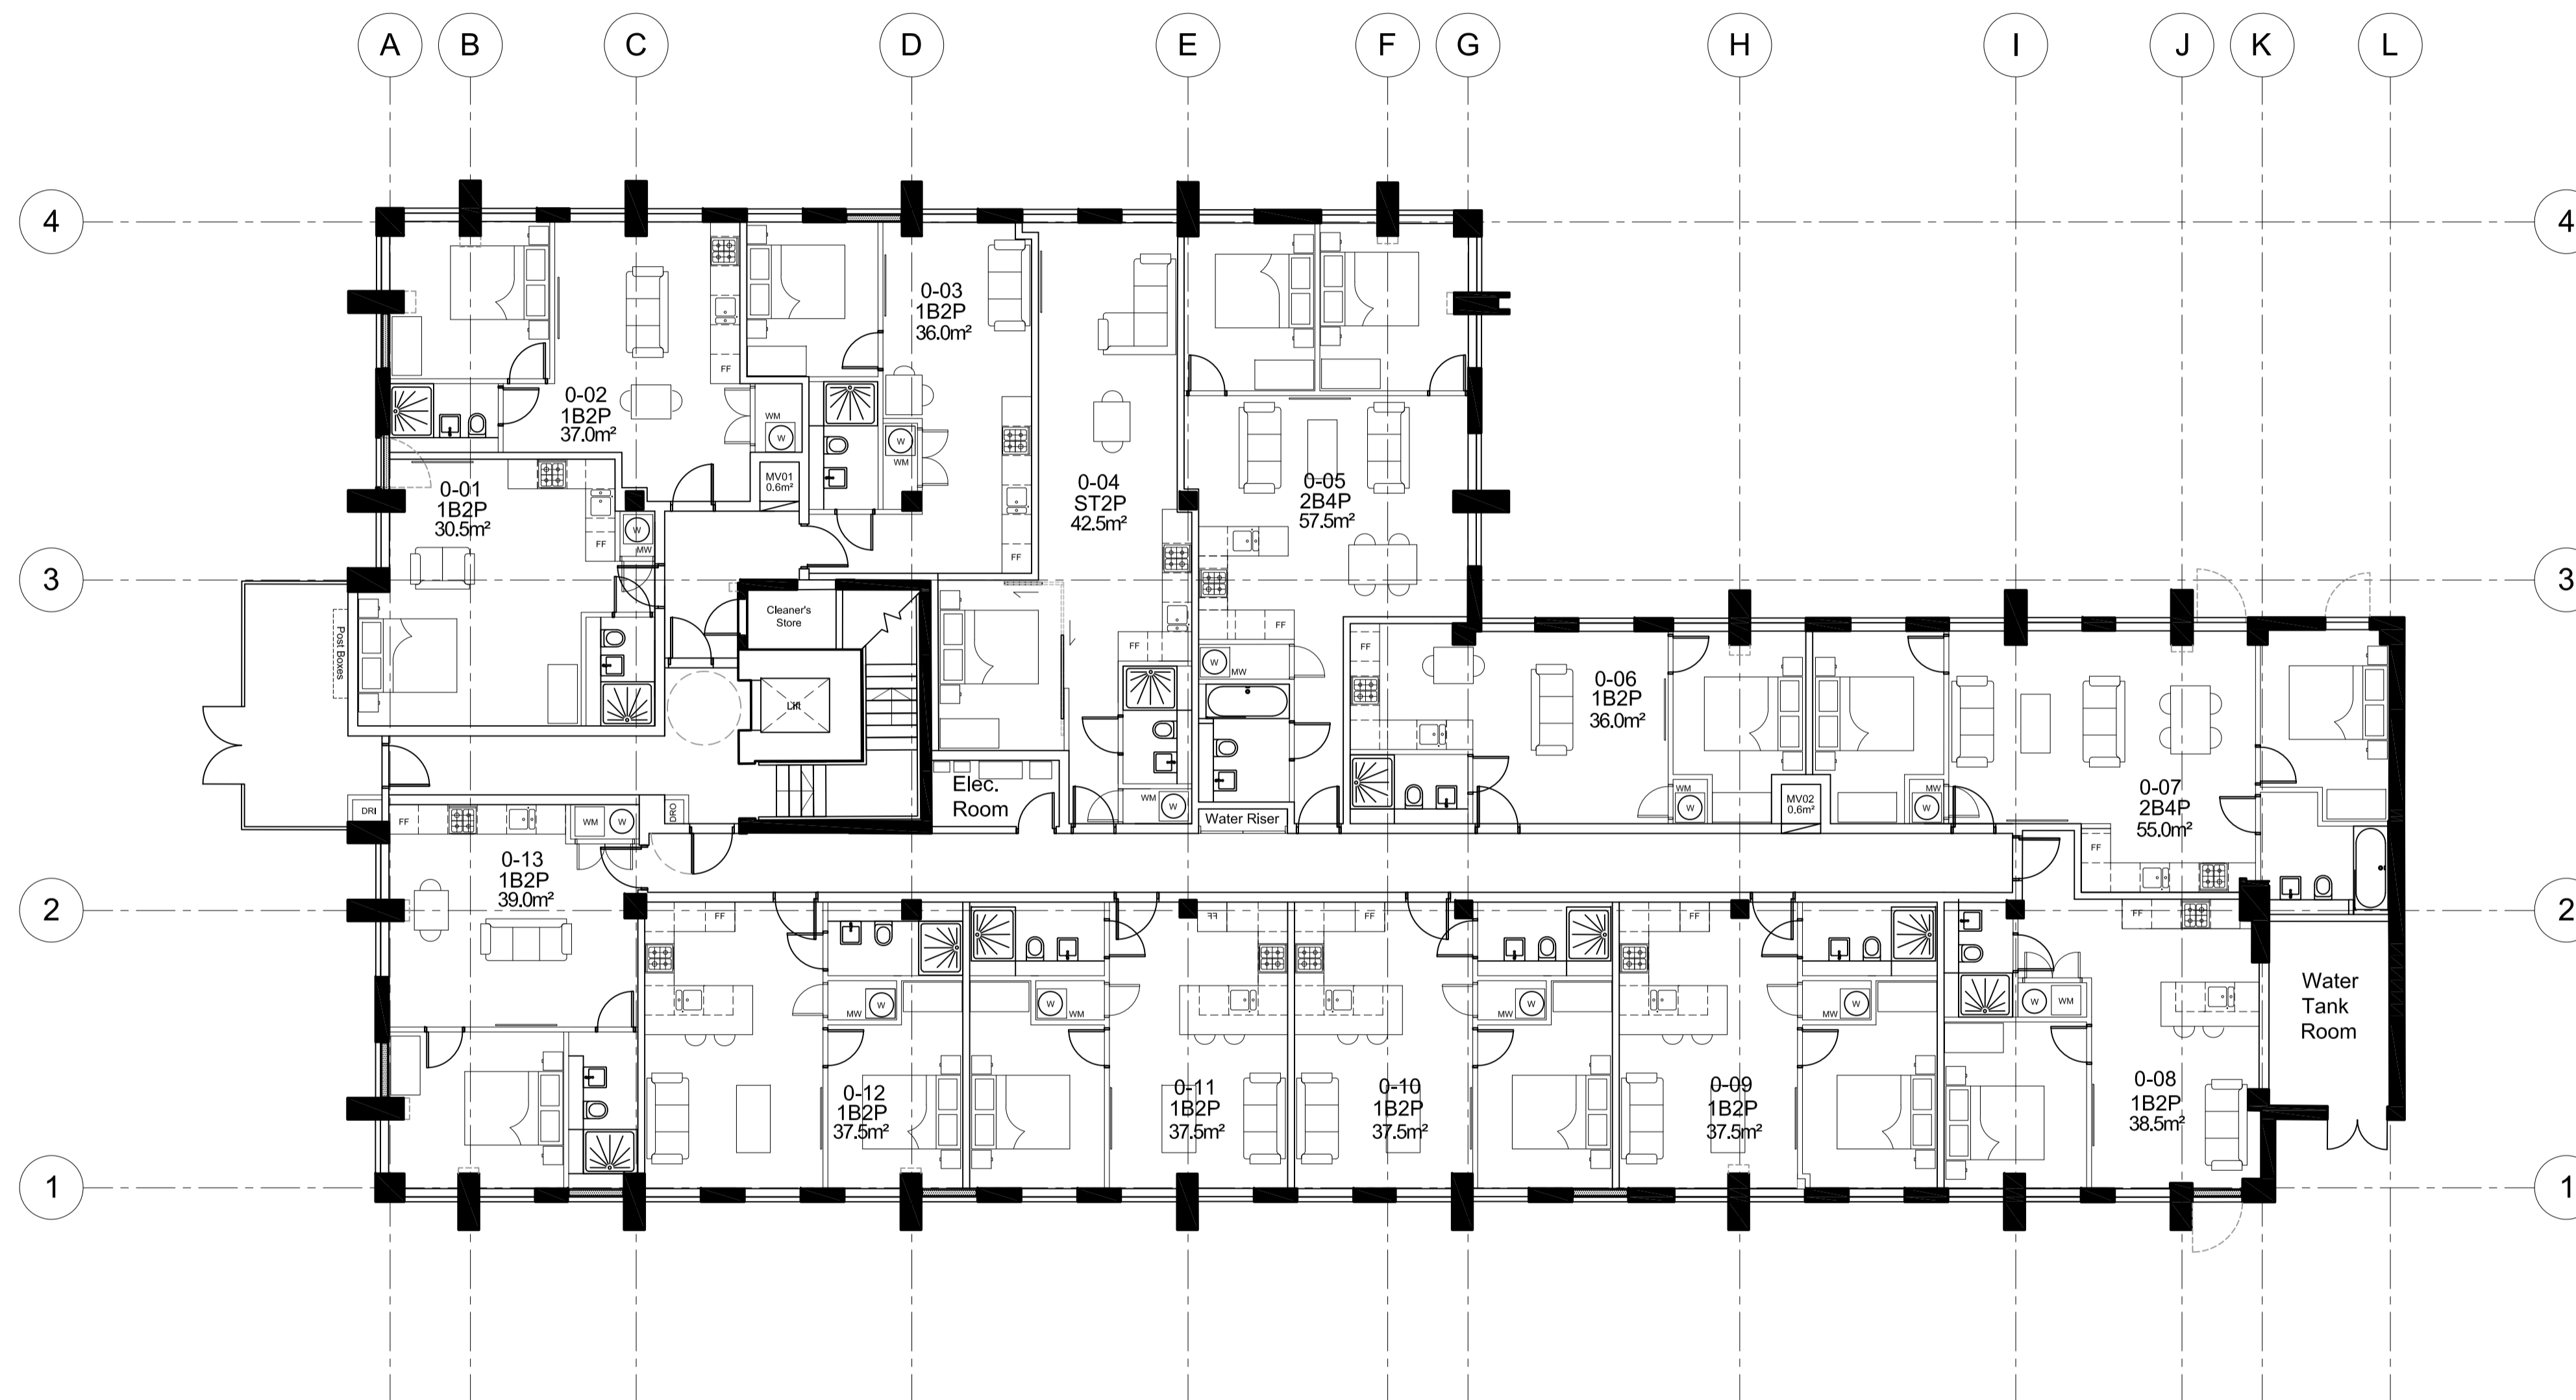 A B C D E F G H I J K L
4 4
0-03
1B2P
36.0m²
FF
0-02
1B2P
37.0m²
WM
W
W
WM
MV01
0.6m²
0-01
1B2P
30.5m²
FF
W
MW
0-04
ST2P
42.5m²
0-05
2B4P
57.5m²
FF
3 3
Cleaner's
Store
Post Boxes
Lift
FF
FF
W
MW
FF
0-06
1B2P
36.0m²
Elec.
Room
WM
W
Water Riser
WM
W
MV02
0.6m²
MW
W
0-07
2B4P
55.0m²
FF
DRI
FF
WM
W
DRO
0-13
1B2P
39.0m²
2 2
FF
FF
FF
FF
FF
W
MW
W
WM
W
MW
W
MW
W
WM
Water
Tank
Room
0-12
1B2P
37.5m²
0-11
1B2P
37.5m²
0-10
1B2P
37.5m²
0-09
1B2P
37.5m²
0-08
1B2P
38.5m²
1 1